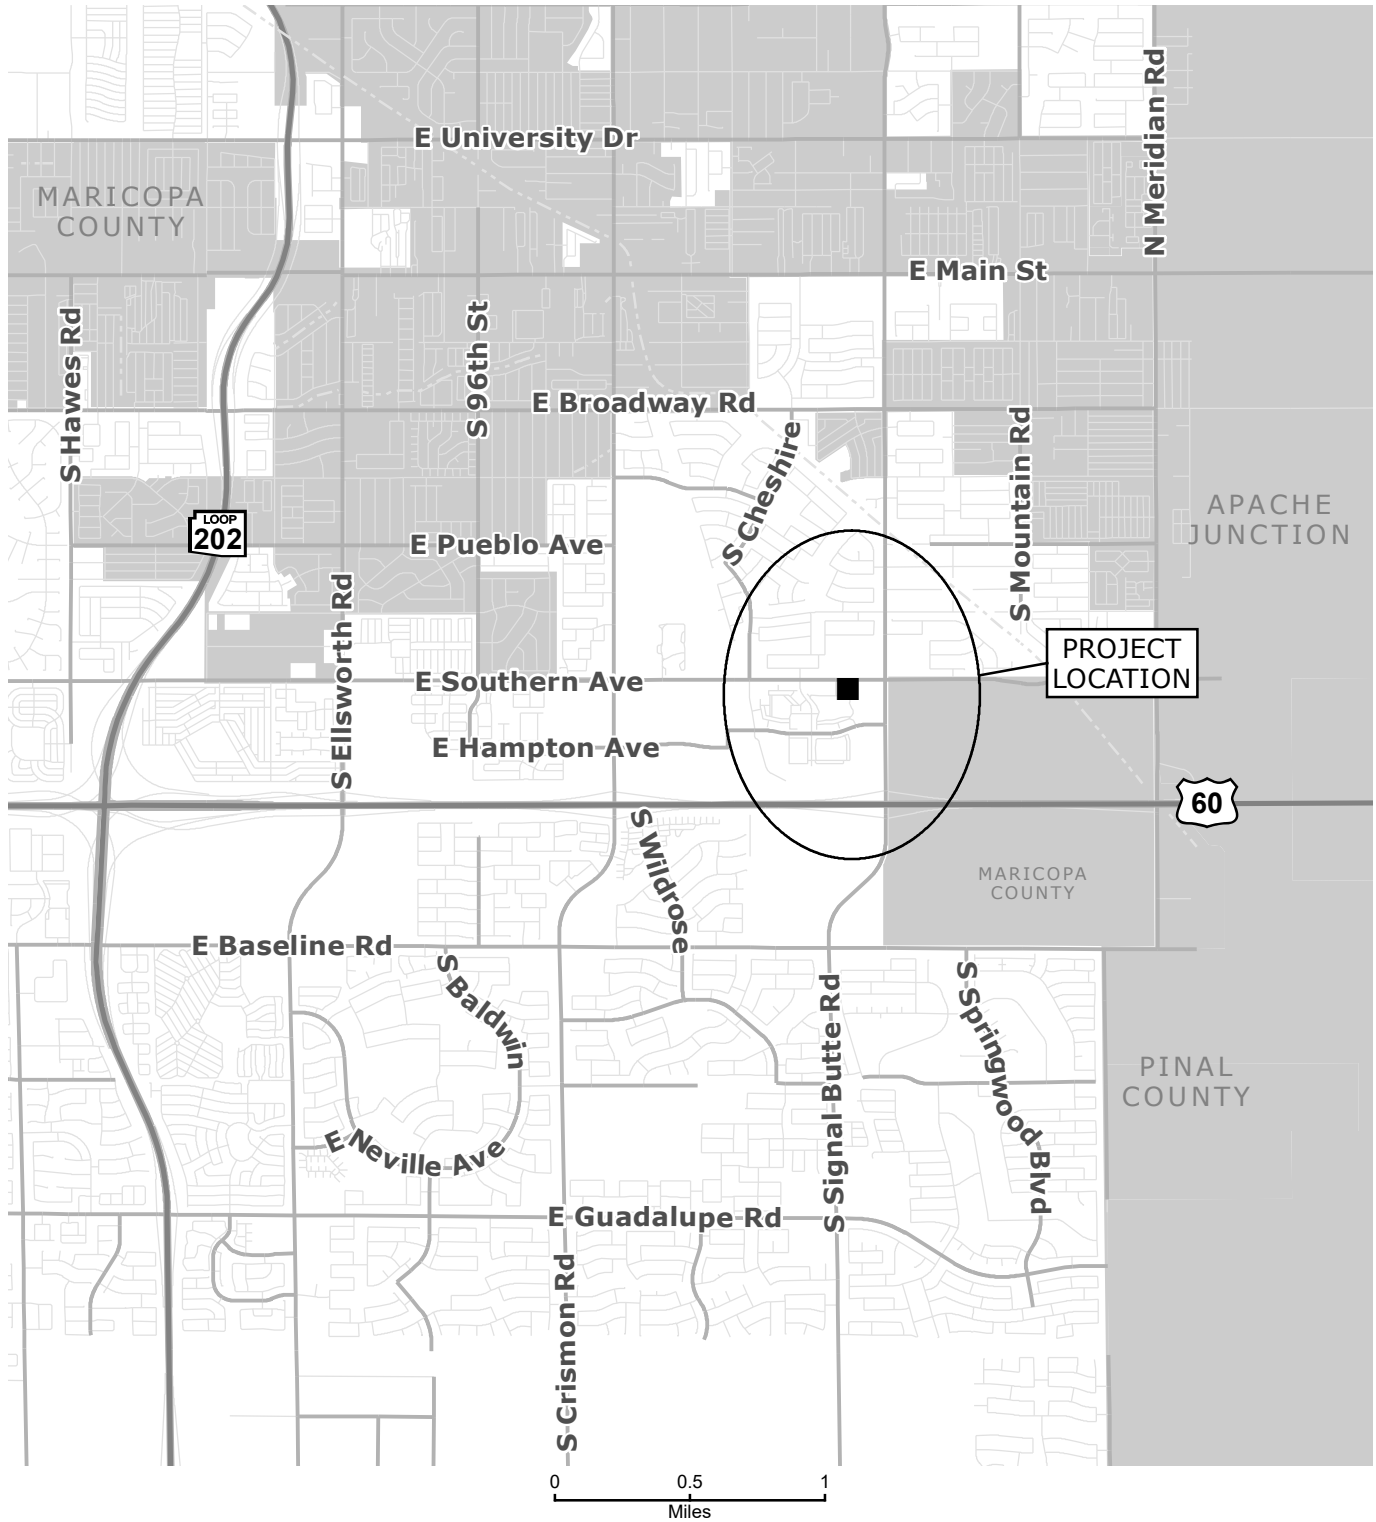 E University Dr
N Meridian Rd
MARICOPA
COUNTY
E Main St
S Hawes Rd
S 96th St
E Broadway Rd
S Cheshire
S Mountain Rd
APACHE
JUNCTION
LOOP
202
E Pueblo Ave
S Ellsworth Rd
PROJECT
LOCATION
E Southern Ave
E Hampton Ave
60
S Wildrose
MARICOPA
COUNTY
E Baseline Rd
S Baldwin
S Signal Butte Rd
S Springwood Blvd
PINAL
COUNTY
E Neville Ave
E Guadalupe Rd
S Crismon Rd
0 0.5 1
Miles